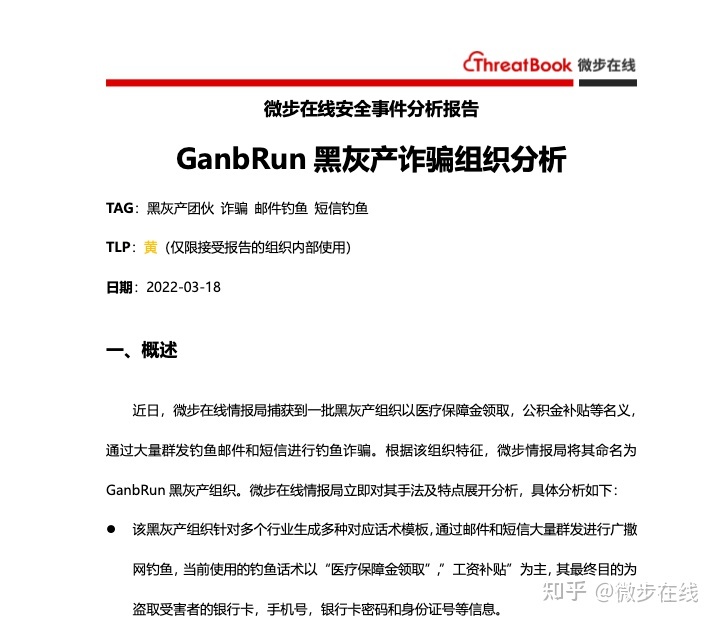 ThreatBook 微步在线
微步在线安全事件分析报告
GanbRun 黑灰产诈骗组织分析
TAG：黑灰产团伙 诈骗 邮件钓鱼 短信钓鱼
TLP：黄（仅限接受报告的组织内部使用）
日期：2022-03-18
一、概述
近日，微步在线情报局捕获到一批黑灰产组织以医疗保障金领取，公积金补贴等名义，
通过大量群发钓鱼邮件和短信进行钓鱼诈骗。根据该组织特征，微步情报局将其命名为
GanbRun 黑灰产组织。微步在线情报局立即对其手法及特点展开分析，具体分析如下：
● 该黑灰产组织针对多个行业生成多种对应话术模板，通过邮件和短信大量群发进行广撒
网钓鱼，当前使用的钓鱼话术以“医疗保障金领取”，”工资补贴”为主，其最终目的为
盗取受害者的银行卡，手机号，银行卡密码和身份证号等信息。
知乎 @微步在线